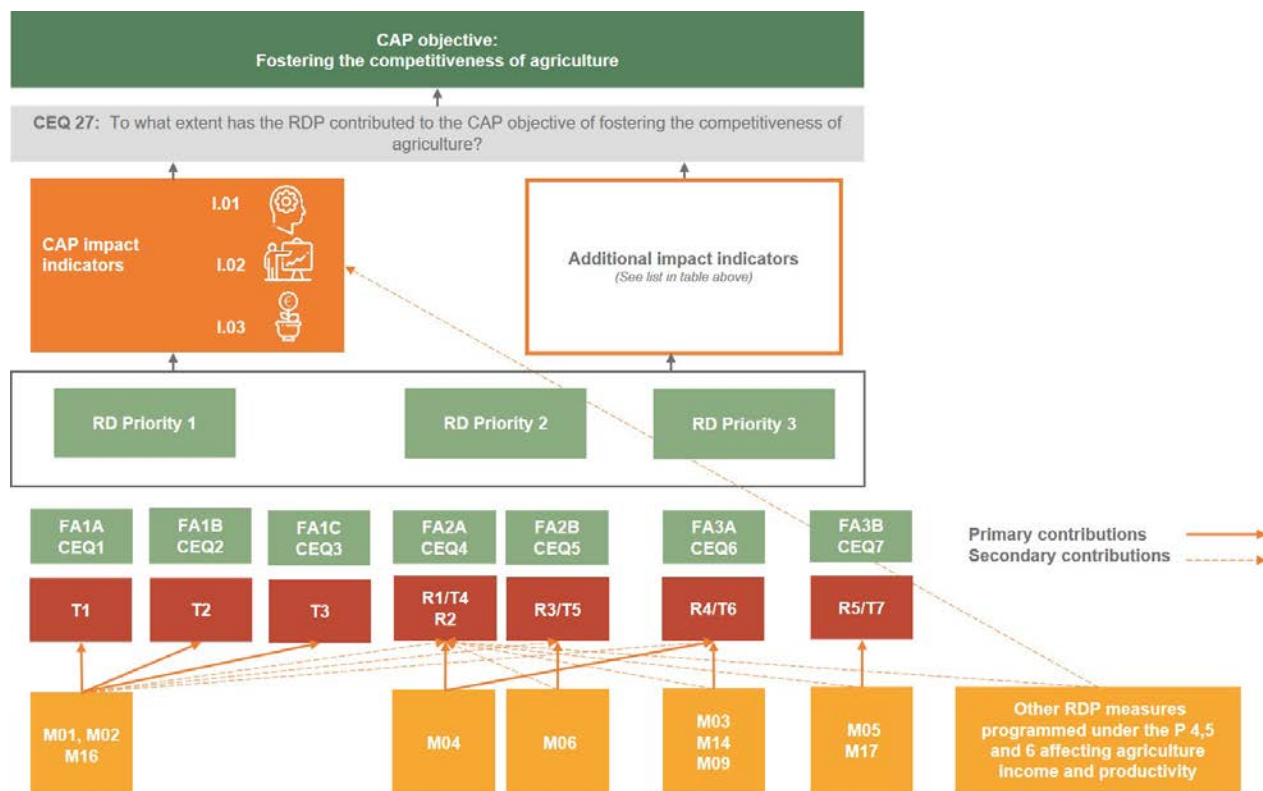 CAP objective:
Fostering the competitiveness of agriculture
CEQ 27: To what extent has the RDP contributed to the CAP objective of fostering the competitiveness of
agriculture?
CAP impact
indicators
I.01
I.02
I.03
Additional impact indicators
(See list in table above)
RD Priority 1
RD Priority 2
RD Priority 3
FA1A
CEQ1
FA1B
CEQ2
FA1C
CEQ3
FA2A
CEQ4
FA2B
CEQ5
FA3A
CEQ6
FA3B
CEQ7
Primary contributions
Secondary contributions
T1
T2
T3
R1/T4
R2
R3/T5
R4/T6
R5/T7
M01, M02
M16
M04
M06
M03
M14
M09
M05
M17
Other RDP measures
programmed under the P 4,5
and 6 affecting agriculture
income and productivity